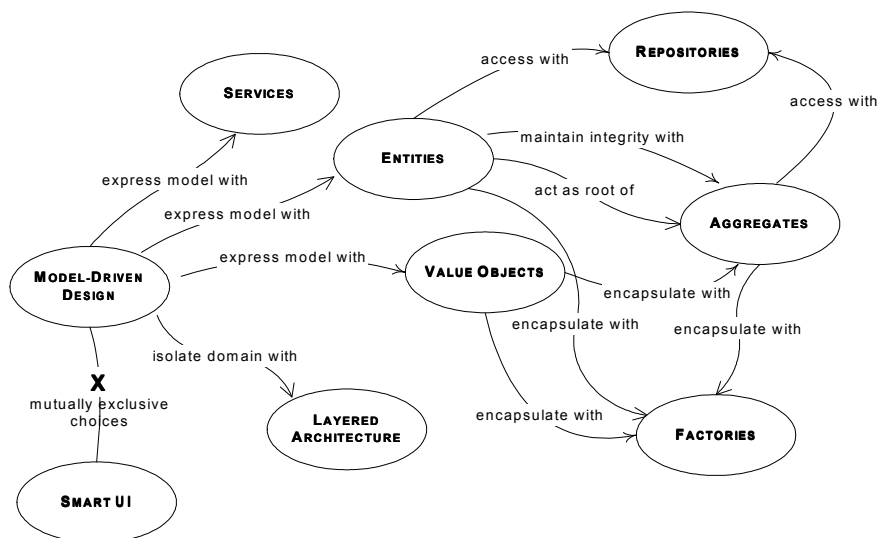 REPOSITORIES
access with
SERVICES
access with
maintain integrity with
ENTITIES
act as root of
express model with
express model with
AGGREGATES
express model with
VALUE OBJECTS
MODEL-DRIVEN
DESIGN
encapsulate with
encapsulate with
encapsulate with
isolate domain with
X
mutually exclusive
choices
encapsulate with
LAYERED
ARCHITECTURE
FACTORIES
SMART UI